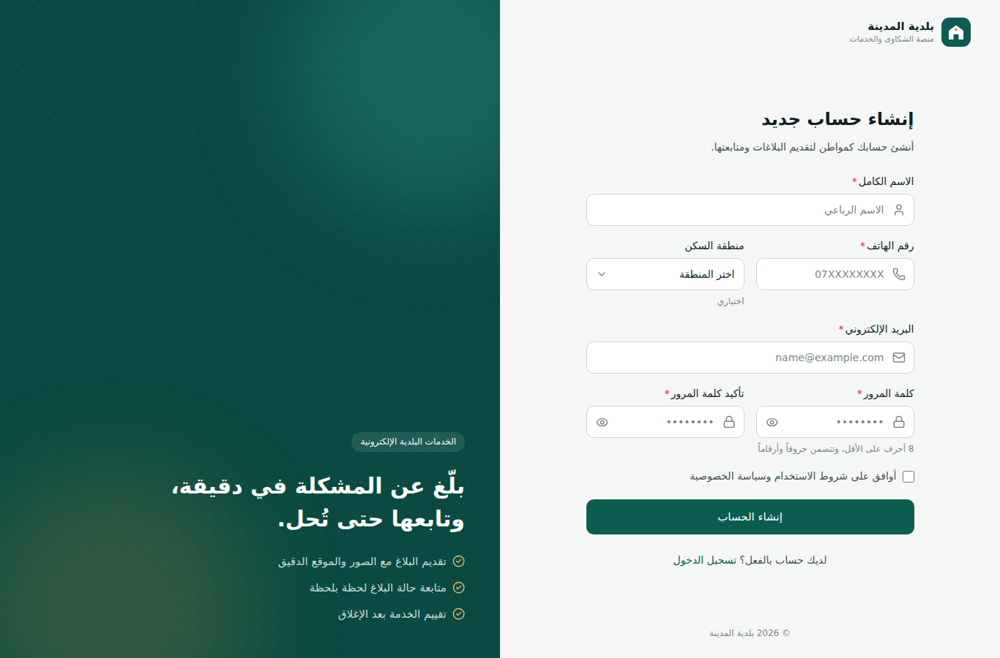 بلدية المدينة
منصة الشكاوى والخدمات
إنشاء حساب جديد
أنشئ حسابك كمواطن لتقديم البلاغات ومتابعتها.
الاسم الكامل *
الاسم الرباعي
رقم الهاتف *
07XXXXXXXX
منطقة السكن
اختر المنطقة
اختياري
البريد الإلكتروني *
name@example.com
كلمة المرور *
••••••••
تأكيد كلمة المرور *
••••••••
8 أحرف على الأقل، وتتضمن حروفاً وأرقاماً
أوافق على شروط الاستخدام وسياسة الخصوصية
إنشاء الحساب
لديك حساب بالفعل؟ تسجيل الدخول
© 2026 بلدية المدينة
الخدمات البلدية الإلكترونية
بلّغ عن المشكلة في دقيقة،
وتابعها حتى تُحل.
تقديم البلاغ مع الصور والموقع الدقيق
متابعة حالة البلاغ لحظة بلحظة
تقييم الخدمة بعد الإغلاق